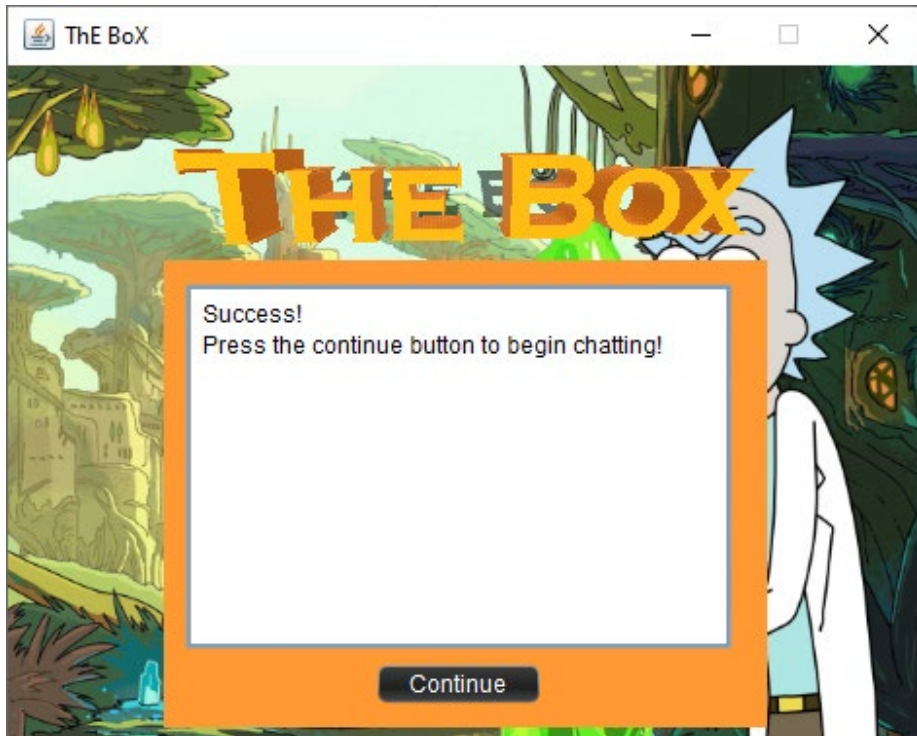 ThE BoX
THE BOX
Success!
Press the continue button to begin chatting!
Continue